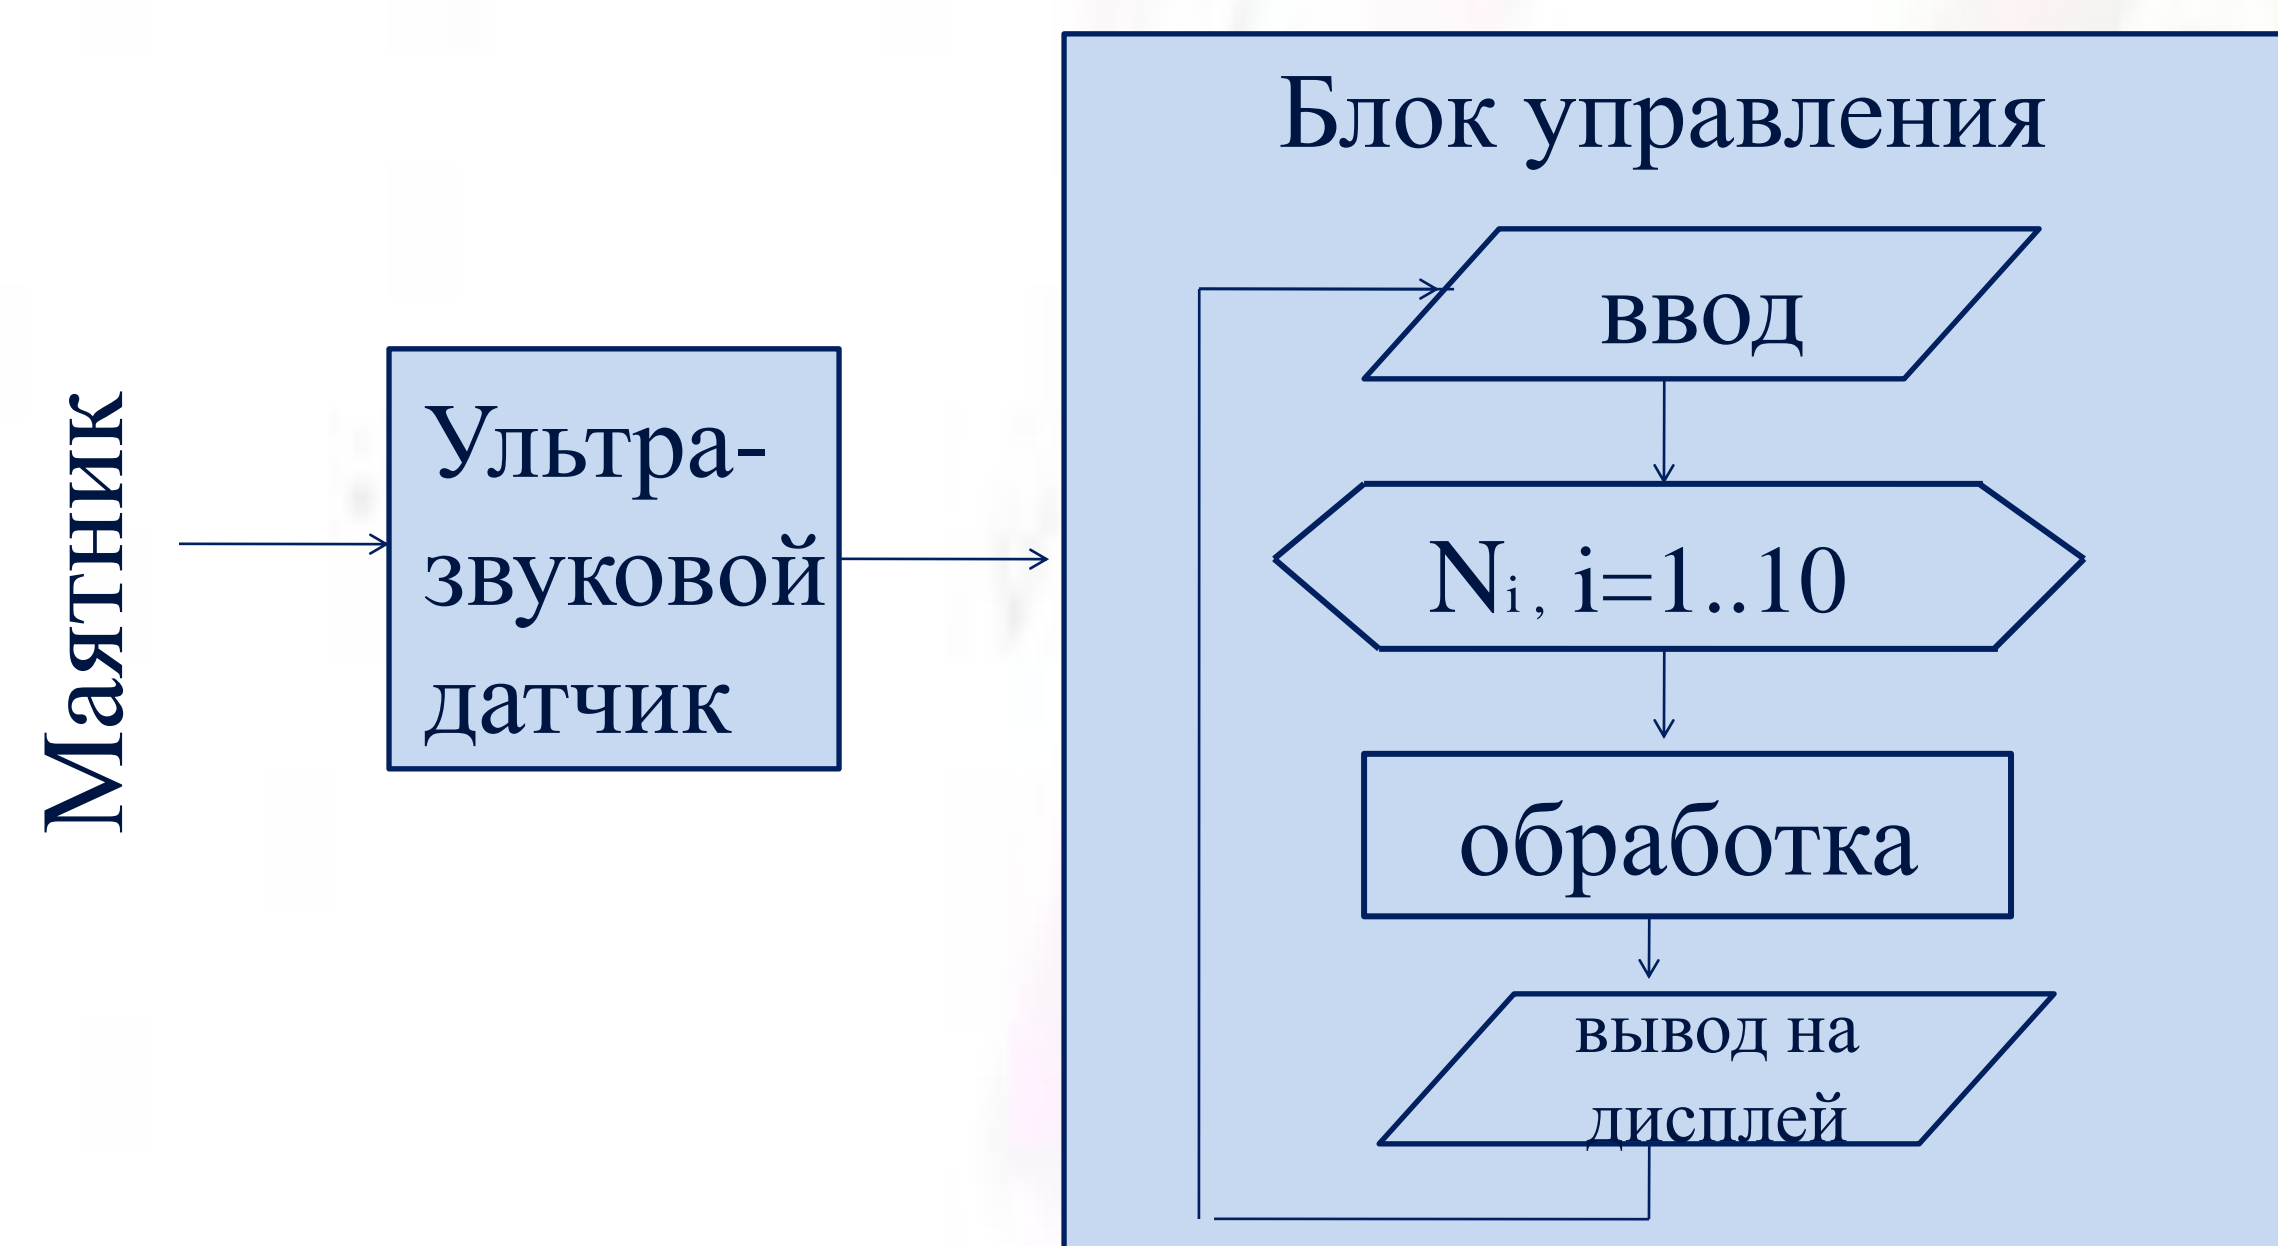 Маятник
Ультра-
звуковой
датчик
Блок управления
ввод
Ni , i=1..10
обработка
вывод на
дисплей